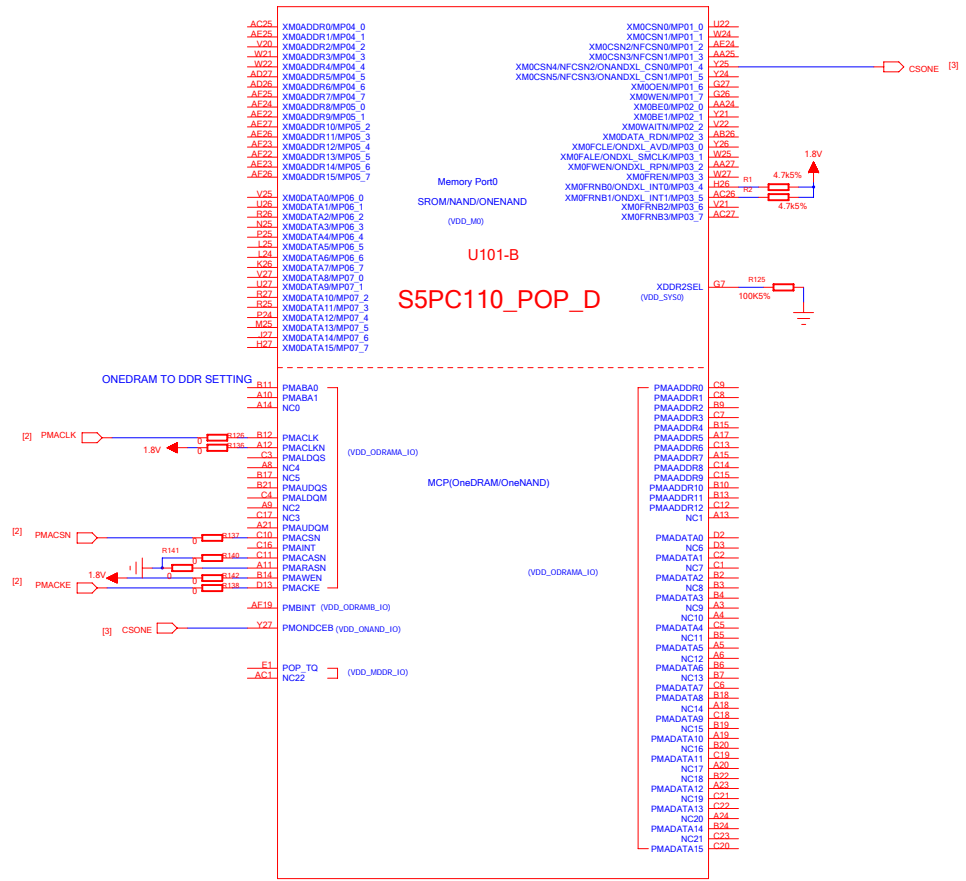 AC25 XM0ADDR0/MP04_0
AE25 XM0ADDR1/MP04_1
V20 XM0ADDR2/MP04_2
W21 XM0ADDR3/MP04_3
W22 XM0ADDR4/MP04_4
AD27 XM0ADDR5/MP04_5
AD26 XM0ADDR6/MP04_6
AF25 XM0ADDR7/MP04_7
AF24 XM0ADDR8/MP05_0
AE22 XM0ADDR9/MP05_1
AE27 XM0ADDR10/MP05_2
AE26 XM0ADDR11/MP05_3
AF23 XM0ADDR12/MP05_4
AF22 XM0ADDR13/MP05_5
AE23 XM0ADDR14/MP05_6
AF26 XM0ADDR15/MP05_7
V25 XM0DATA0/MP06_0
U26 XM0DATA1/MP06_1
R26 XM0DATA2/MP06_2
N25 XM0DATA3/MP06_3
P25 XM0DATA4/MP06_4
L25 XM0DATA5/MP06_5
L24 XM0DATA6/MP06_6
K26 XM0DATA7/MP06_7
V27 XM0DATA8/MP07_0
U27 XM0DATA9/MP07_1
R27 XM0DATA10/MP07_2
R25 XM0DATA11/MP07_3
P24 XM0DATA12/MP07_4
M25 XM0DATA13/MP07_5
J27 XM0DATA14/MP07_6
H27 XM0DATA15/MP07_7
XM0CSN0/MP01_0 U22
XM0CSN1/MP01_1 W24
XM0CSN2/NFCSN0/MP01_2 AE24
XM0CSN3/NFCSN1/MP01_3 AA25
XM0CSN4/NFCSN2/ONANDXL_CSN0/MP01_4 Y25
CSONE [3]
XM0CSN5/NFCSN3/ONANDXL_CSN1/MP01_5 Y24
XM0OEN/MP01_6 G27
XM0WEN/MP01_7 G26
XM0BE0/MP02_0 AA24
XM0BE1/MP02_1 Y21
XM0WAITN/MP02_2 V22
XM0DATA_RDN/MP02_3 AB26
XM0FCLE/ONDXL_AVD/MP03_0 Y26
XM0FALE/ONDXL_SMCLK/MP03_1 W25
XM0FWEN/ONDXL_RPN/MP03_2 AA27
XM0FREN/MP03_3 W27
XM0FRNB0/ONDXL_INT0/MP03_4 H26
XM0FRNB1/ONDXL_INT1/MP03_5 AC26
XM0FRNB2/MP03_6 V21
XM0FRNB3/MP03_7 AC27
1.8V
R1 4.7k5%
R2 4.7k5%
Memory Port0
SROM/NAND/ONENAND
(VDD_M0)
U101-B
S5PC110_POP_D
XDDR2SEL G7
(VDD_SYS0)
R125
100K5%
ONEDRAM TO DDR SETTING
B11 PMABA0
A10 PMABA1
A14 NC0
[2] PMACLK R126 0 B12 PMACLK
1.8V R136 0 A12 PMACLKN
C3 PMALDQS
A8 NC4
B17 NC5
B21 PMAUDQS
C4 PMALDQM
A9 NC2
C17 NC3
A21 PMAUDQM
[2] PMACSN R137 0 C10 PMACSN
C16 PMAINT
R141 0
R140 0 C11 PMACASN
A11 PMARASN
1.8V R142 0 B14 PMAWEN
[2] PMACKE R138 0 D13 PMACKE
(VDD_ODRAMA_IO)
AF19 PMBINT (VDD_ODRAMB_IO)
[3] CSONE Y27 PMONDCEB (VDD_ONAND_IO)
E1 POP_TQ
AC1 NC22
(VDD_MDDR_IO)
MCP(OneDRAM/OneNAND)
(VDD_ODRAMA_IO)
PMAADDR0 C9
PMAADDR1 C8
PMAADDR2 B9
PMAADDR3 C7
PMAADDR4 B15
PMAADDR5 A17
PMAADDR6 C13
PMAADDR7 A15
PMAADDR8 C14
PMAADDR9 C15
PMAADDR10 B10
PMAADDR11 B13
PMAADDR12 C12
NC1 A13
PMADATA0 D2
NC6 D3
PMADATA1 C2
NC7 C1
PMADATA2 B2
NC8 B3
PMADATA3 B4
NC9 A3
NC10 A4
PMADATA4 C5
NC11 B5
PMADATA5 A5
NC12 A6
PMADATA6 B6
NC13 B7
PMADATA7 C6
PMADATA8 B18
NC14 A18
PMADATA9 C18
NC15 B19
PMADATA10 A19
NC16 B20
PMADATA11 C19
NC17 A20
NC18 B22
PMADATA12 A23
NC19 C21
PMADATA13 C22
NC20 A24
PMADATA14 B24
NC21 C23
PMADATA15 C20